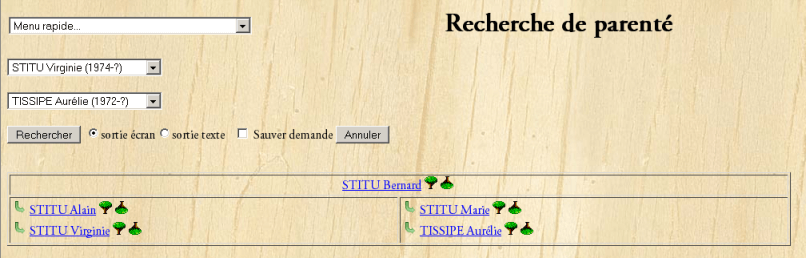 Recherche de parenté
Menu rapide...
STITU Virginie (1974-?)
TISSIPE Aurélie (1972-?)
Rechercher sortie écran sortie texte Sauver demande Annuler
STITU Bernard
STITU Alain STITU Marie
STITU Virginie TISSIPE Aurélie